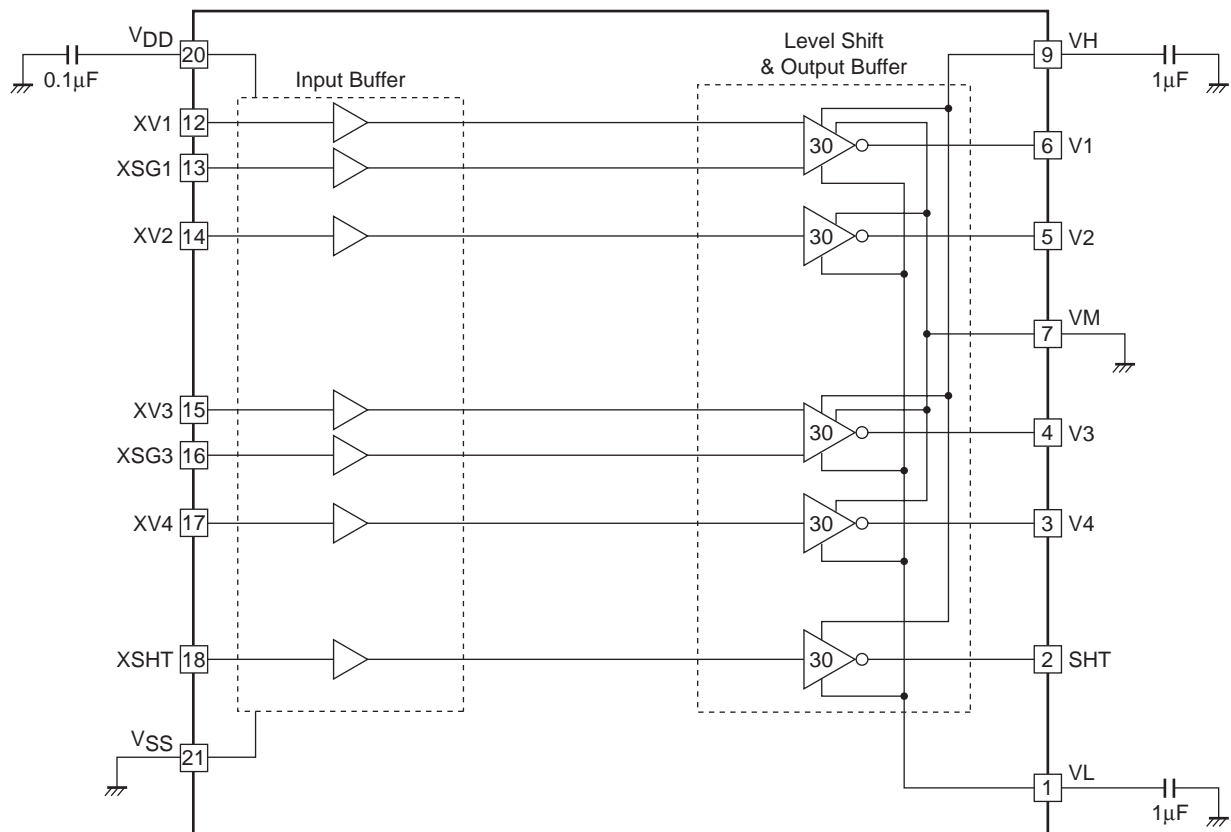 VDD
20
0.1μF
Input Buffer
Level Shift
& Output Buffer
9
VH
1μF
XV1
12
30
6
V1
XSG1
13
XV2
14
30
5
V2
7
VM
XV3
15
30
4
V3
XSG3
16
XV4
17
30
3
V4
XSHT
18
30
2
SHT
VSS
21
1
VL
1μF